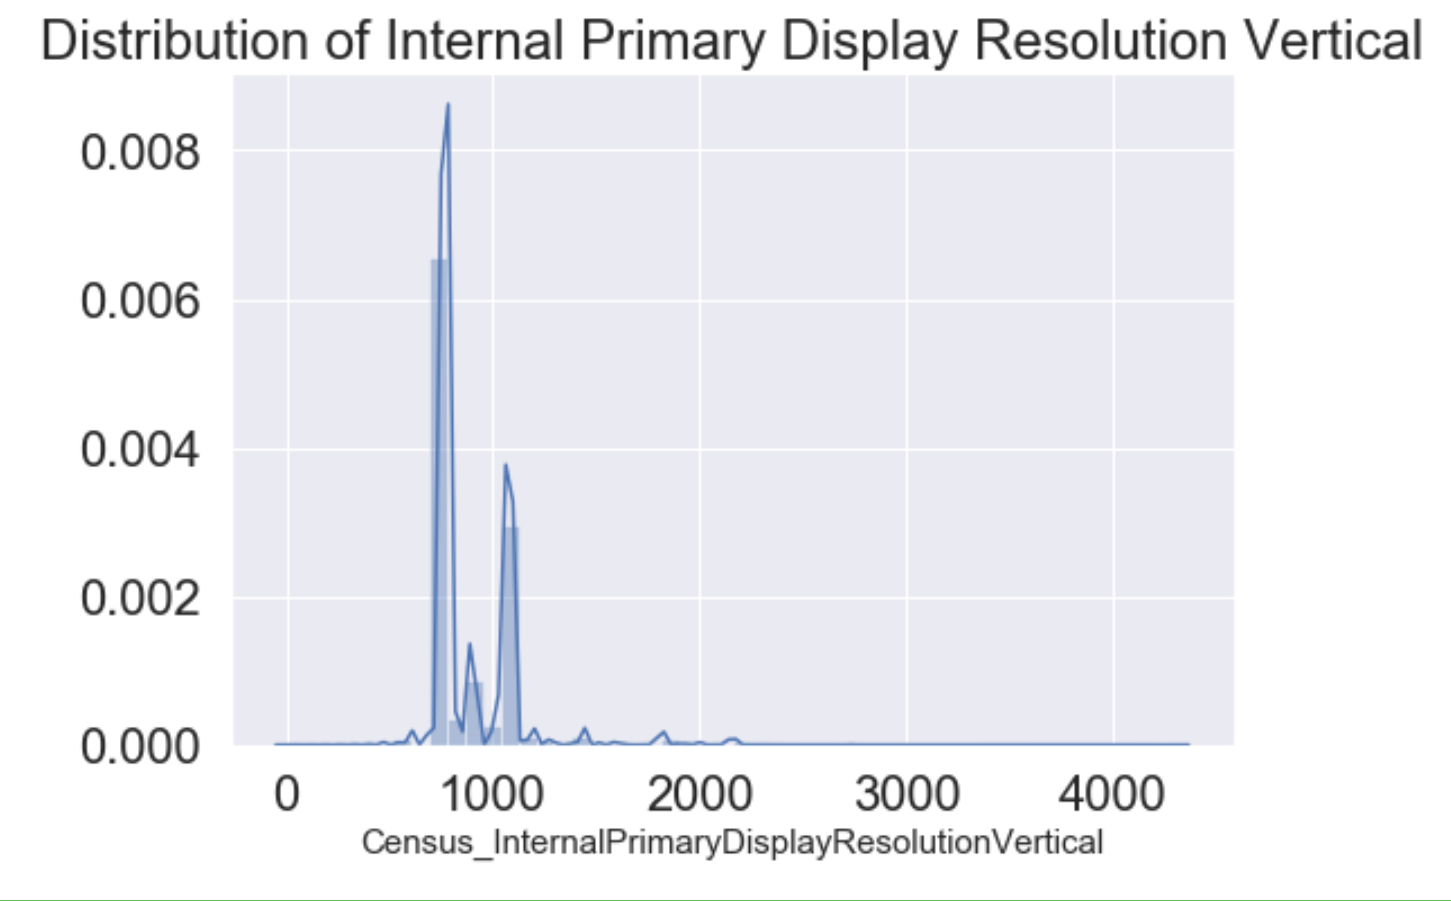 Distribution of Internal Primary Display Resolution Vertical
0.008
0.006
0.004
0.002
0.000
0 1000 2000 3000 4000
Census_InternalPrimaryDisplayResolutionVertical